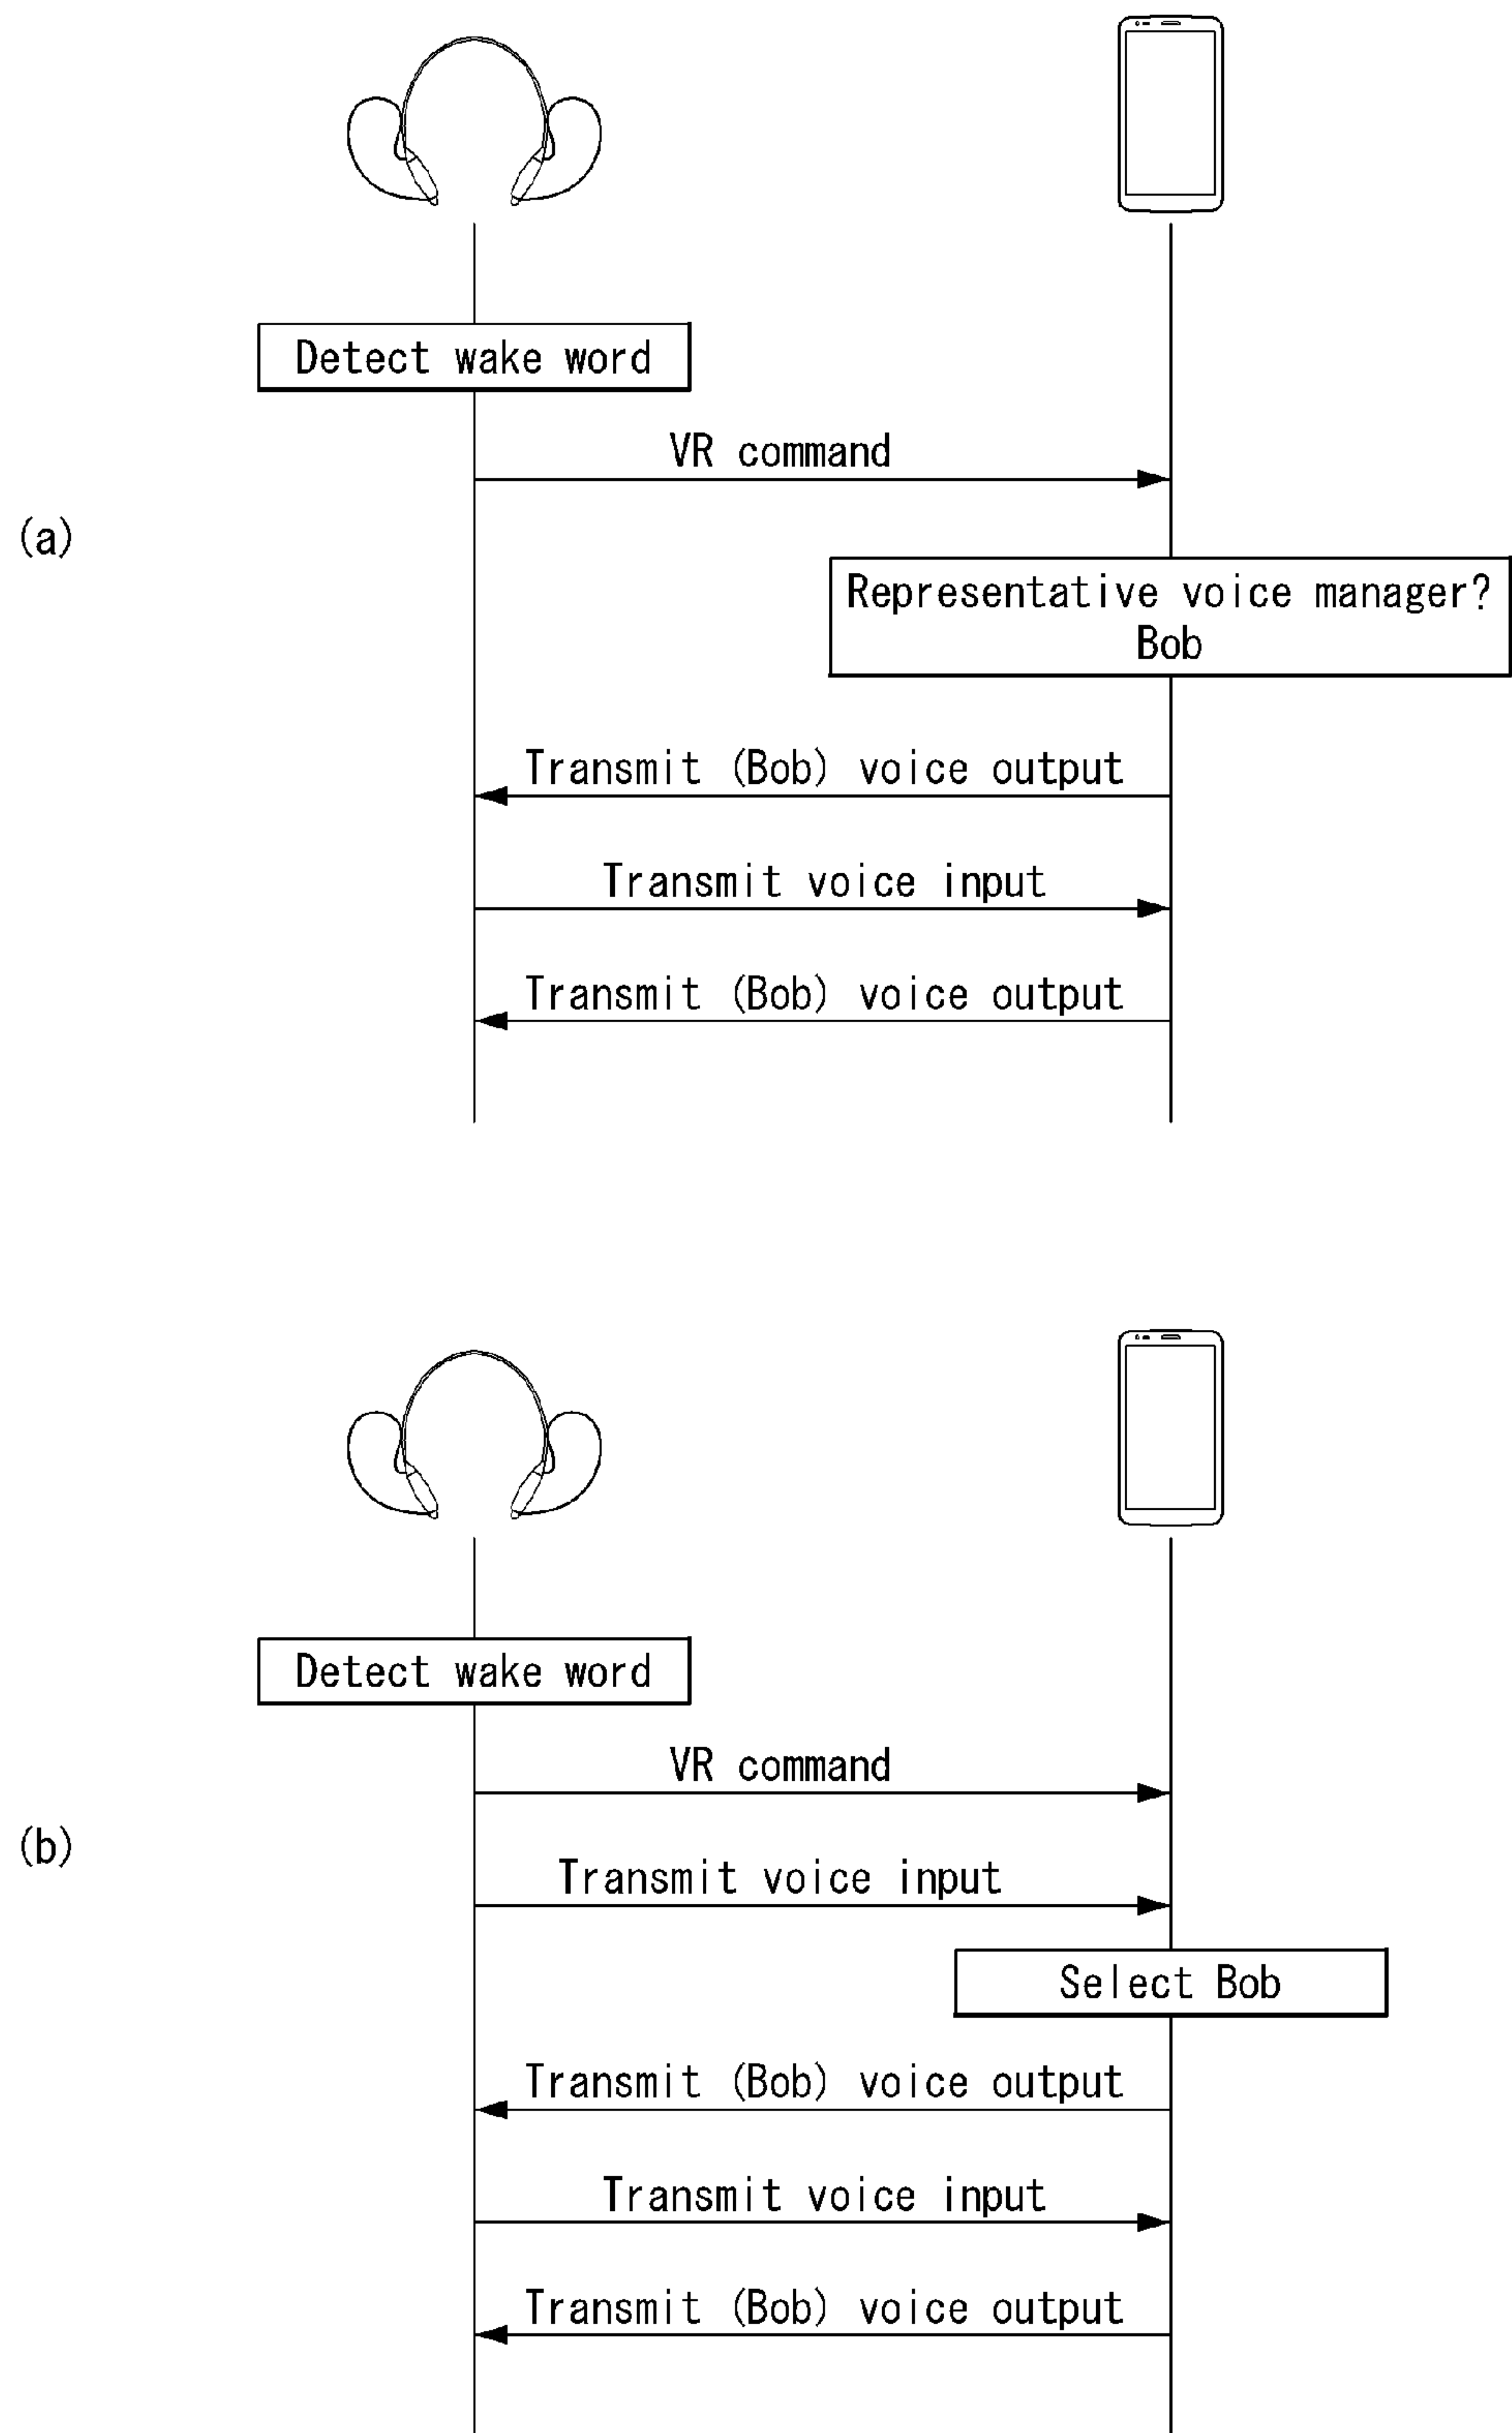 Detect wake word
VR command
(a)
Representative voice manager?
Bob
Transmit (Bob) voice output
Transmit voice input
Transmit (Bob) voice output
Detect wake word
VR command
(b)
Transmit voice input
Select Bob
Transmit (Bob) voice output
Transmit voice input
Transmit (Bob) voice output